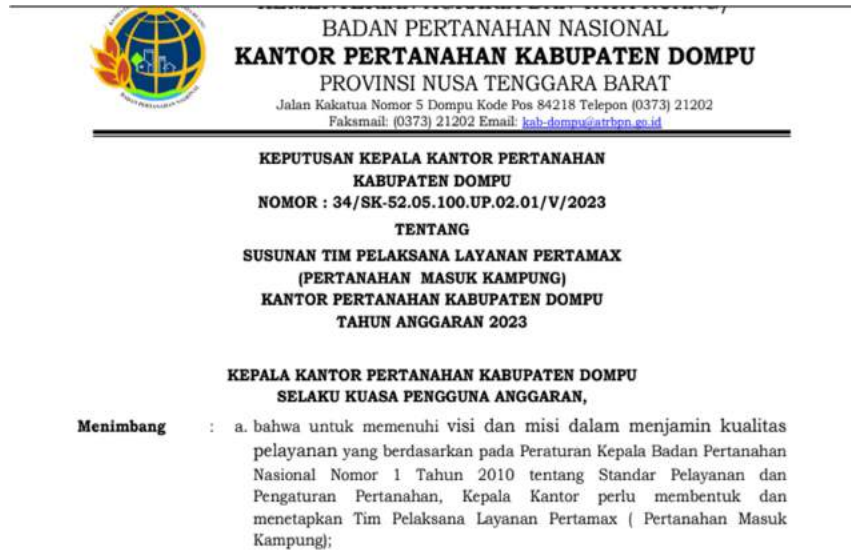 BADAN PERTANAHAN NASIONAL
KANTOR PERTANAHAN KABUPATEN DOMPU
PROVINSI NUSA TENGGARA BARAT
Jalan Kakatua Nomor 5 Dompu Kode Pos 84218 Telepon (0373) 21202
Faksmail: (0373) 21202 Email: kab-dompu@atrbpn.go.id
KEPUTUSAN KEPALA KANTOR PERTANAHAN
KABUPATEN DOMPU
NOMOR : 34/SK-52.05.100.UP.02.01/V/2023
TENTANG
SUSUNAN TIM PELAKSANA LAYANAN PERTAMAX
(PERTANAHAN MASUK KAMPUNG)
KANTOR PERTANAHAN KABUPATEN DOMPU
TAHUN ANGGARAN 2023
KEPALA KANTOR PERTANAHAN KABUPATEN DOMPU
SELAKU KUASA PENGGUNA ANGGARAN,
Menimbang : a. bahwa untuk memenuhi visi dan misi dalam menjamin kualitas
pelayanan yang berdasarkan pada Peraturan Kepala Badan Pertanahan
Nasional Nomor 1 Tahun 2010 tentang Standar Pelayanan dan
Pengaturan Pertanahan, Kepala Kantor perlu membentuk dan
menetapkan Tim Pelaksana Layanan Pertamax ( Pertanahan Masuk
Kampung);